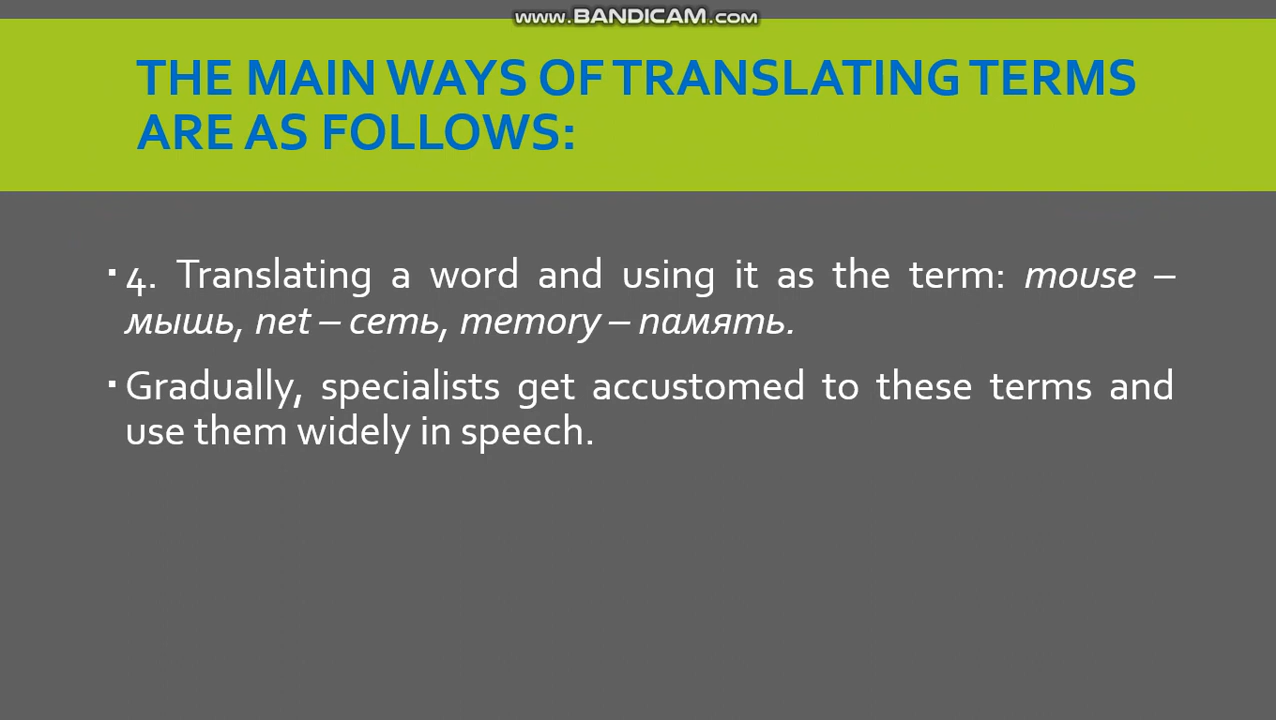 www.BANDICAM.com
THE MAIN WAYS OF TRANSLATING TERMS
ARE AS FOLLOWS:
▪ 4. Translating a word and using it as the term: mouse –
мышь, net – сеть, memory – память.
▪ Gradually, specialists get accustomed to these terms and
use them widely in speech.